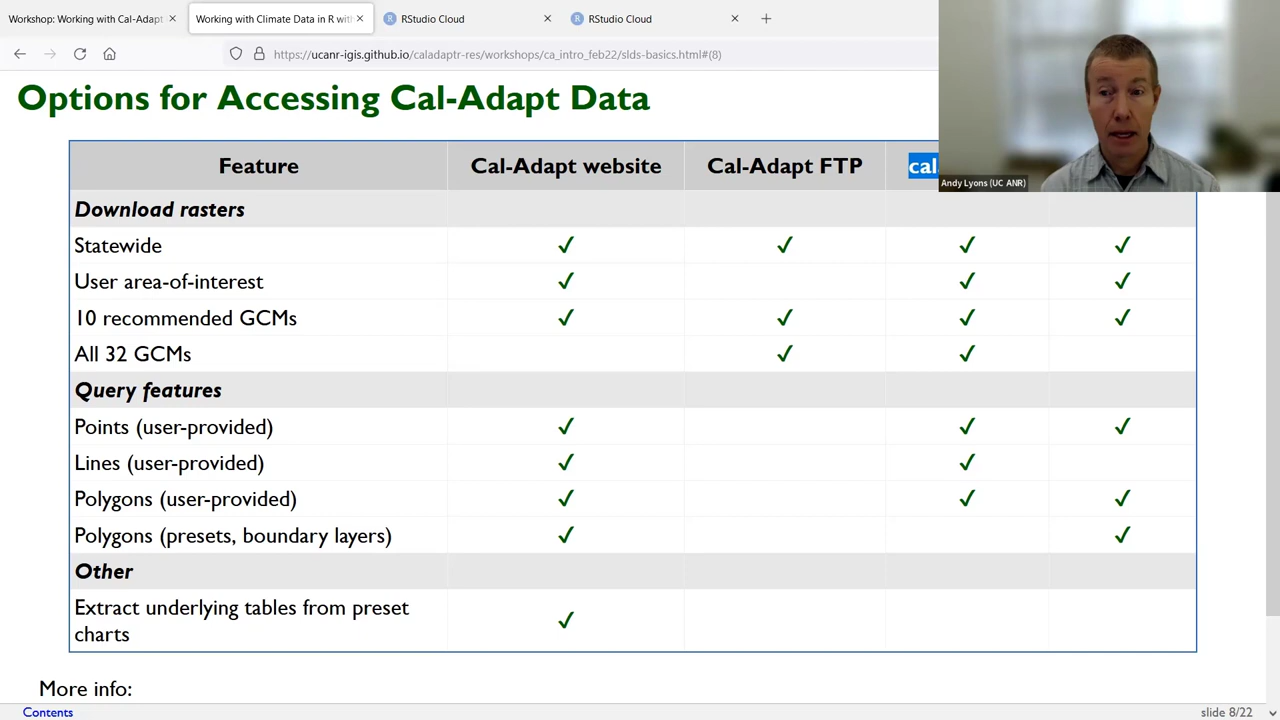 Workshop: Working with Cal-Adapt
Working with Climate Data in R with
RStudio Cloud
RStudio Cloud
https://ucanr-igis.github.io/caladaptr-res/workshops/ca_intro_feb22/slds-basics.html#(8)
Options for Accessing Cal-Adapt Data
Feature Cal-Adapt website Cal-Adapt FTP cal
Andy Lyons (UC ANR)
Download rasters
Statewide ✓ ✓ ✓ ✓
User area-of-interest ✓ ✓ ✓
10 recommended GCMs ✓ ✓ ✓ ✓
All 32 GCMs ✓ ✓
Query features
Points (user-provided) ✓ ✓ ✓
Lines (user-provided) ✓ ✓
Polygons (user-provided) ✓ ✓ ✓
Polygons (presets, boundary layers) ✓ ✓
Other
Extract underlying tables from preset ✓
charts
More info:
Contents
slide 8/22